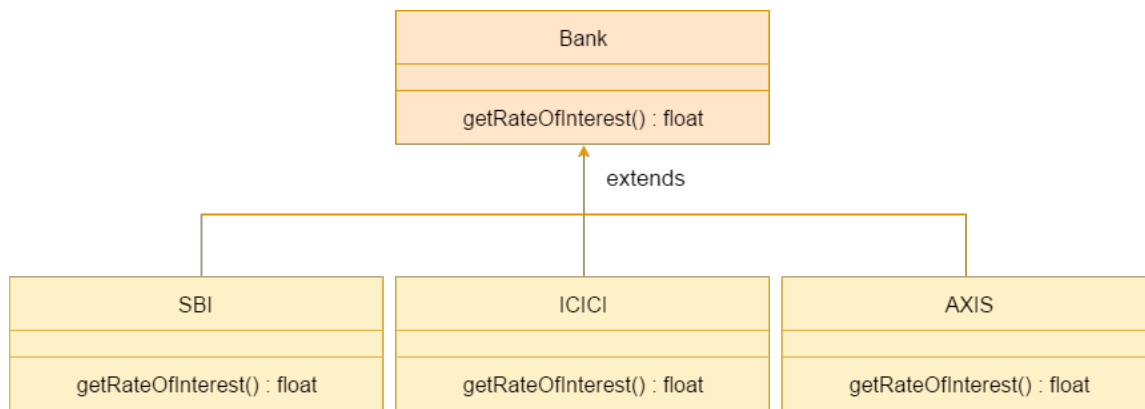 Bank
getRateOfInterest() : float
extends
SBI
getRateOfInterest() : float
ICICI
getRateOfInterest() : float
AXIS
getRateOfInterest() : float